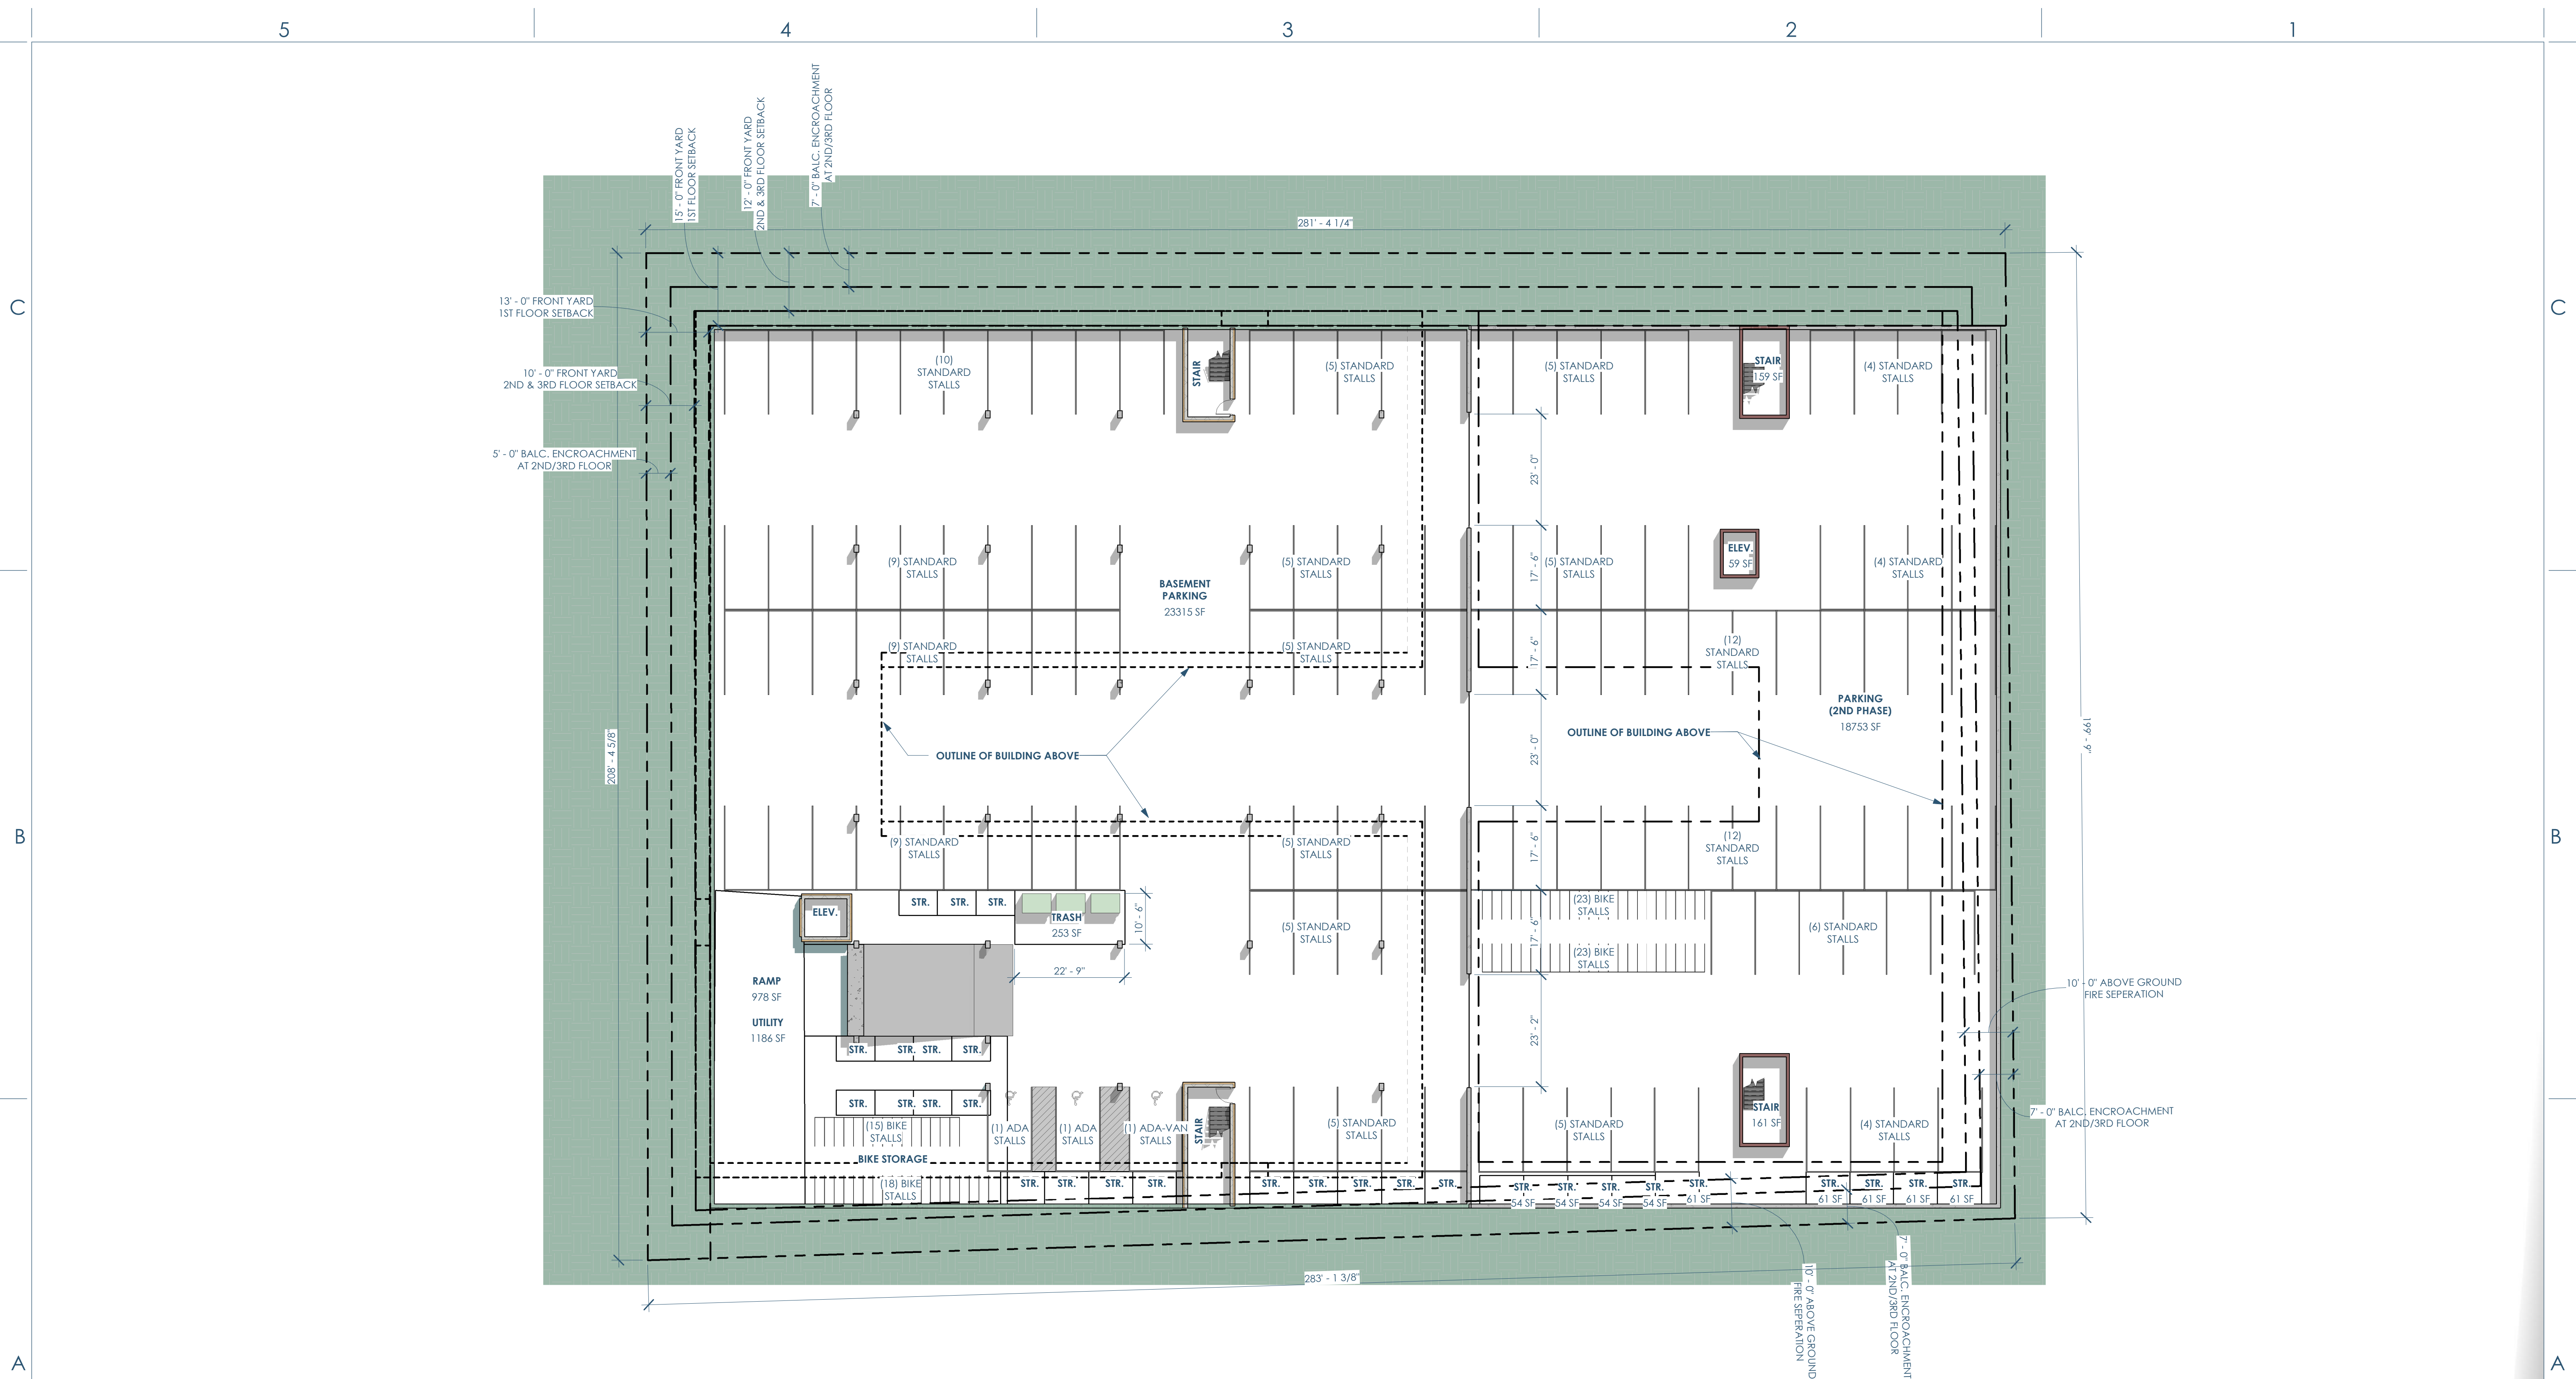 5
4
3
2
1
C
C
B
B
A
A
15' - 0" FRONT YARD
1ST FLOOR SETBACK
12' - 0" FRONT YARD
2ND & 3RD FLOOR SETBACK
7' - 0" BALC. ENCROACHMENT
AT 2ND/3RD FLOOR
281' - 4 1/4"
13' - 0" FRONT YARD
1ST FLOOR SETBACK
10' - 0" FRONT YARD
2ND & 3RD FLOOR SETBACK
5' - 0" BALC. ENCROACHMENT
AT 2ND/3RD FLOOR
208' - 4 5/8"
199' - 9"
(10)
STANDARD
STALLS
STAIR
(5) STANDARD
STALLS
(5) STANDARD
STALLS
STAIR
159 SF
(4) STANDARD
STALLS
23' - 0"
(9) STANDARD
STALLS
BASEMENT
PARKING
23315 SF
(5) STANDARD
STALLS
17' - 6"
(5) STANDARD
STALLS
ELEV.
59 SF
(4) STANDARD
STALLS
(9) STANDARD
STALLS
(5) STANDARD
STALLS
17' - 6"
(12)
STANDARD
STALLS
PARKING
(2ND PHASE)
18753 SF
OUTLINE OF BUILDING ABOVE
23' - 0"
OUTLINE OF BUILDING ABOVE
(9) STANDARD
STALLS
(5) STANDARD
STALLS
17' - 6"
(12)
STANDARD
STALLS
ELEV.
STR.
STR.
STR.
TRASH
253 SF
10' - 6"
22' - 9"
(5) STANDARD
STALLS
17' - 6"
(23) BIKE
STALLS
(23) BIKE
STALLS
(6) STANDARD
STALLS
RAMP
978 SF
UTILITY
1186 SF
10' - 0" ABOVE GROUND
FIRE SEPERATION
23' - 2"
STR.
STR.
STR.
STR.
STR.
STR.
STR.
STR.
(15) BIKE
STALLS
BIKE STORAGE
(18) BIKE
STALLS
(1) ADA
STALLS
(1) ADA
STALLS
(1) ADA-VAN
STALLS
STAIR
(5) STANDARD
STALLS
(5) STANDARD
STALLS
STAIR
161 SF
(4) STANDARD
STALLS
7' - 0" BALC. ENCROACHMENT
AT 2ND/3RD FLOOR
STR.
STR.
STR.
STR.
STR.
STR.
STR.
STR.
STR.
STR.
54 SF
STR.
54 SF
STR.
54 SF
STR.
54 SF
STR.
61 SF
STR.
61 SF
STR.
61 SF
STR.
61 SF
STR.
61 SF
283' - 1 3/8"
10' - 0" ABOVE GROUND
FIRE SEPERATION
7' - 0" BALC. ENCROACHMENT
AT 2ND/3RD FLOOR